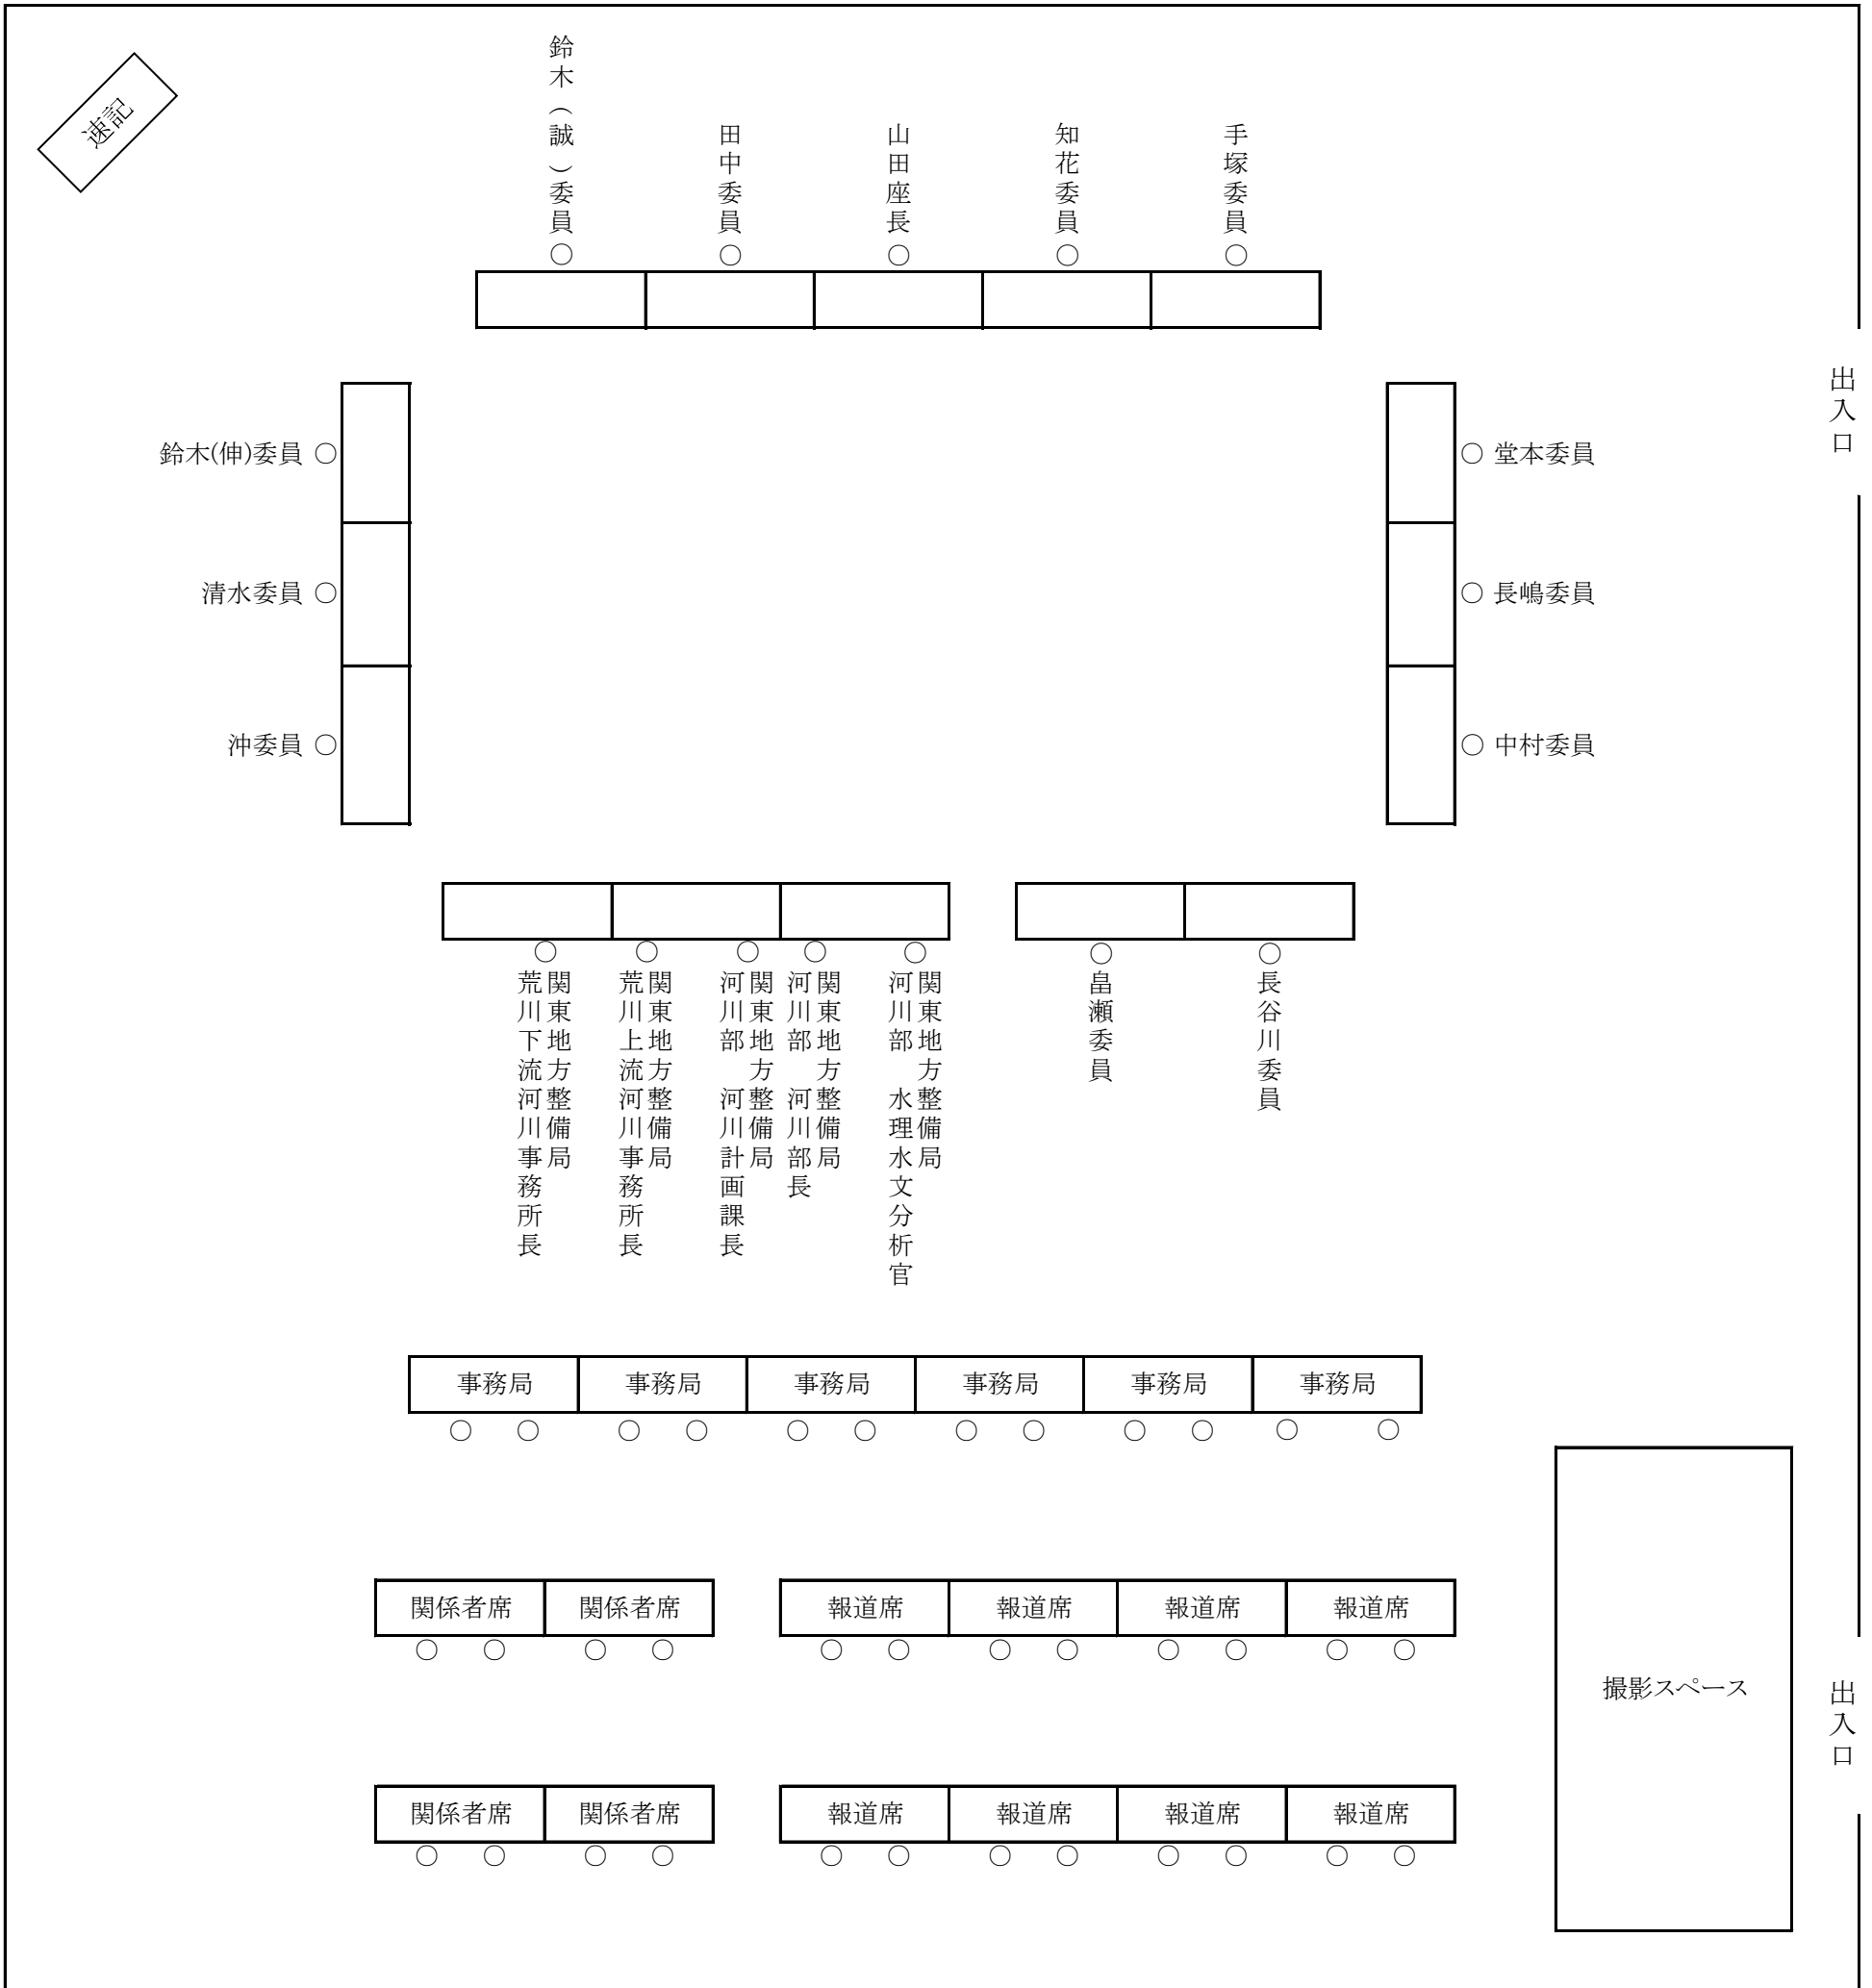 速記
鈴木(誠)委員○
田中委員○
山田座長○
知花委員○
手塚委員○
出入口
鈴木(伸)委員 ○
○ 堂本委員
清水委員 ○
○ 長嶋委員
沖委員 ○
○ 中村委員
○
関東地方整備局
荒川下流河川事務所長
○
関東地方整備局
荒川上流河川事務所長
○
関東地方整備局
河川部 河川計画課長
○
関東地方整備局
河川部 河川部長
○
関東地方整備局
河川部 水理水文分析官
○畠瀬委員
○長谷川委員
事務局 事務局 事務局 事務局 事務局 事務局
○ ○ ○ ○ ○ ○ ○ ○ ○ ○ ○ ○
関係者席 関係者席 報道席 報道席 報道席 報道席
○ ○ ○ ○ ○ ○ ○ ○ ○ ○ ○ ○
撮影スペース
出入口
関係者席 関係者席 報道席 報道席 報道席 報道席
○ ○ ○ ○ ○ ○ ○ ○ ○ ○ ○ ○